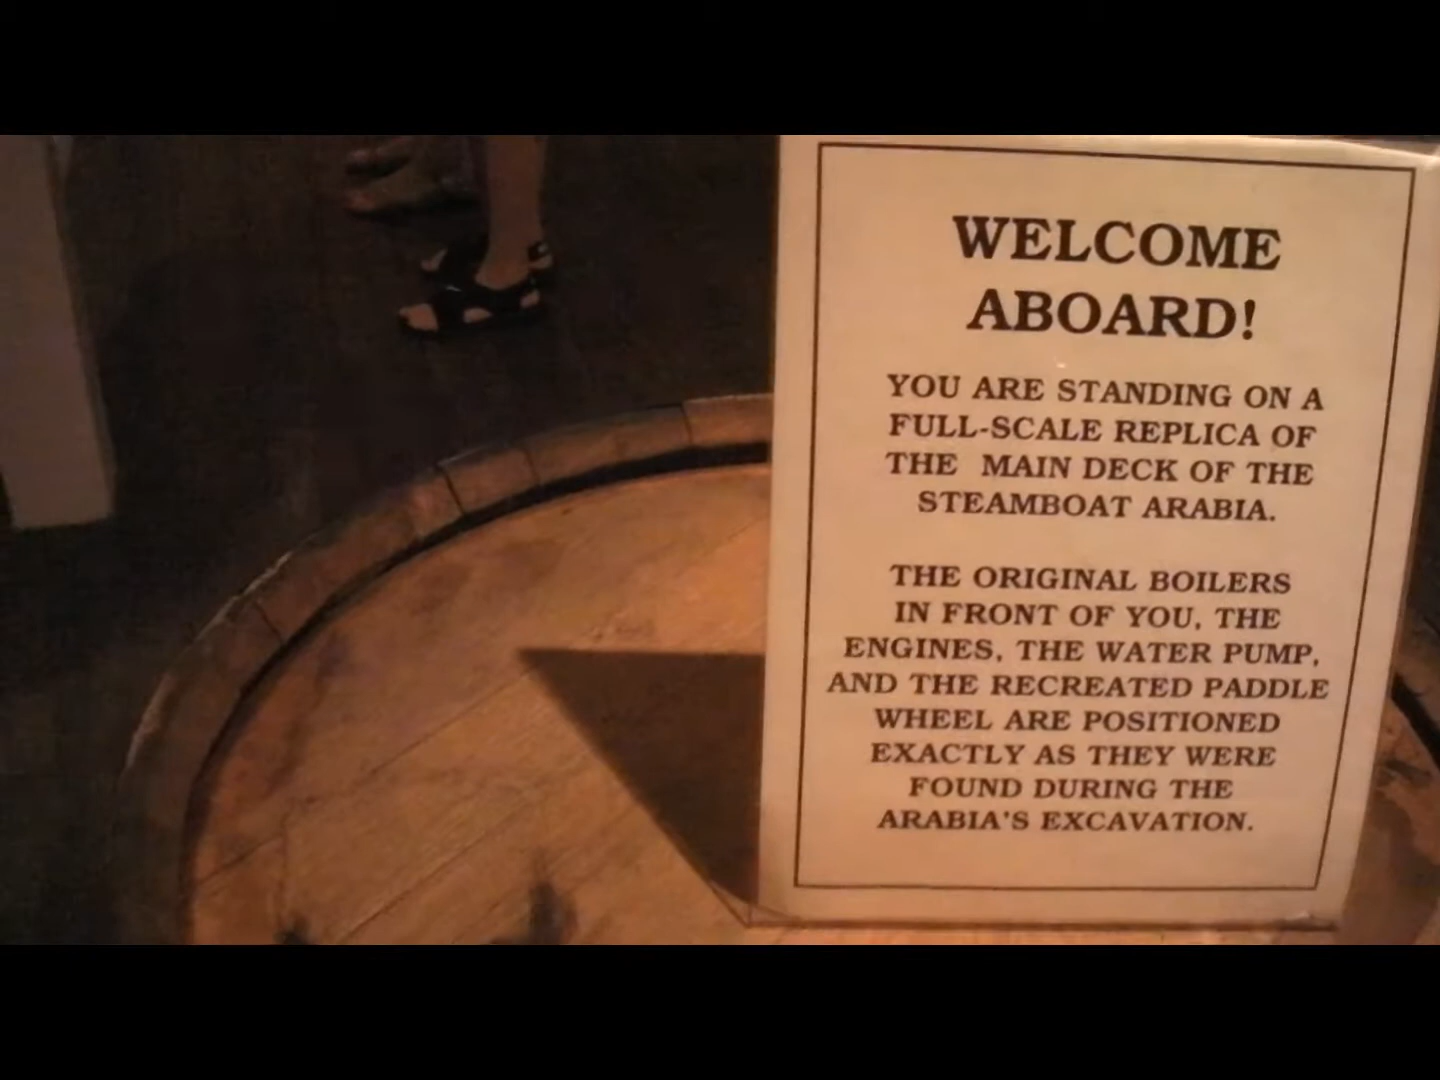 WELCOME
ABOARD!
YOU ARE STANDING ON A
FULL-SCALE REPLICA OF
THE MAIN DECK OF THE
STEAMBOAT ARABIA.
THE ORIGINAL BOILERS
IN FRONT OF YOU, THE
ENGINES, THE WATER PUMP,
AND THE RECREATED PADDLE
WHEEL ARE POSITIONED
EXACTLY AS THEY WERE
FOUND DURING THE
ARABIA'S EXCAVATION.